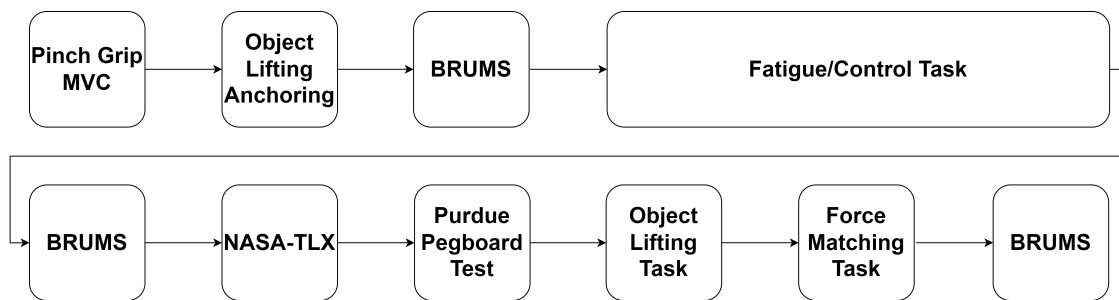 Pinch Grip
MVC
Object
Lifting
Anchoring
BRUMS
Fatigue/Control Task
BRUMS
NASA-TLX
Purdue
Pegboard
Test
Object
Lifting
Task
Force
Matching
Task
BRUMS